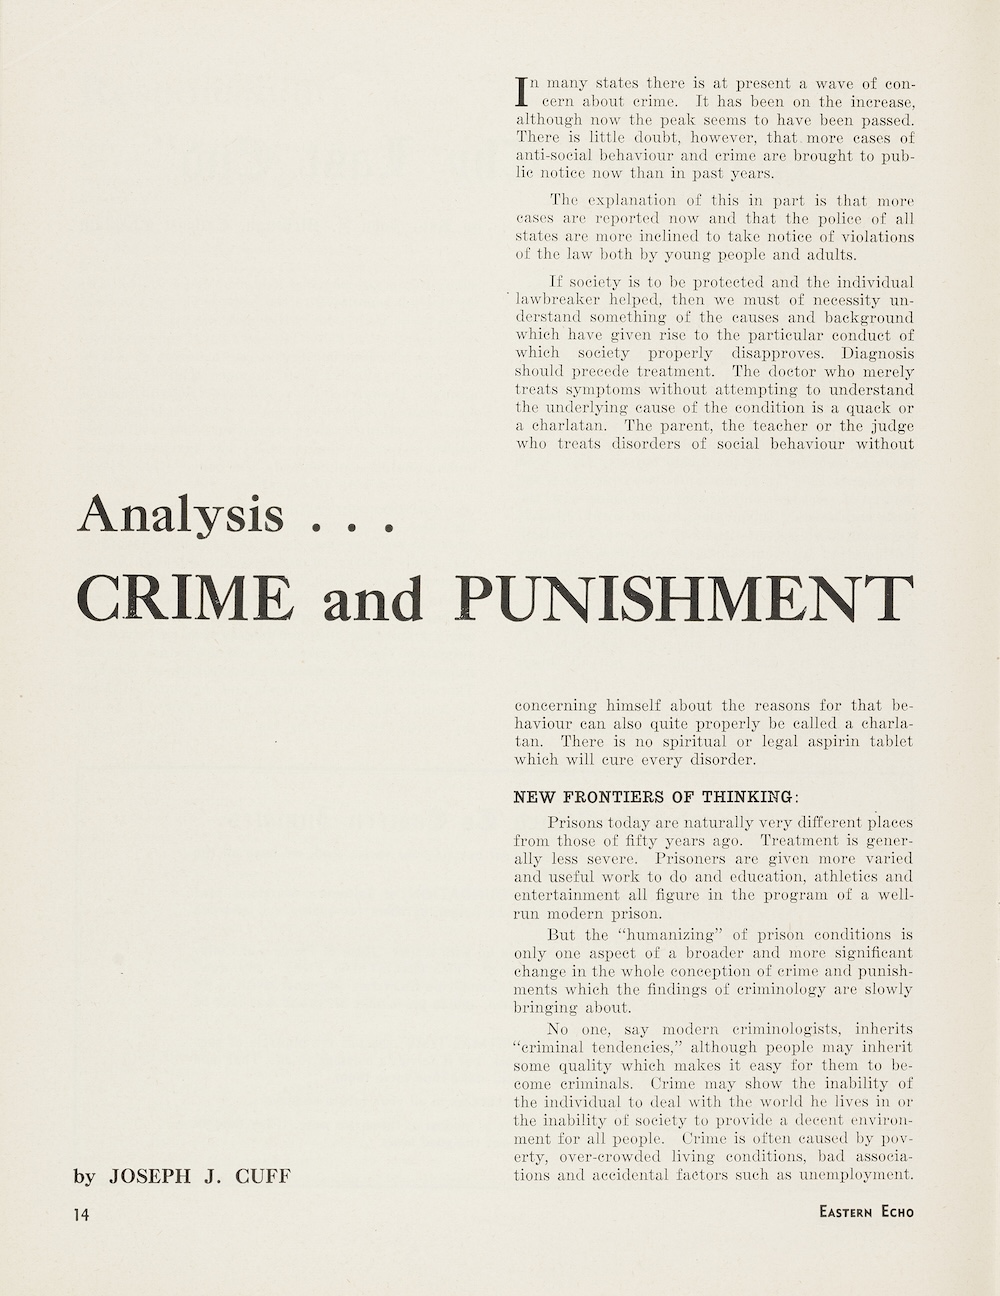 In many states there is at present a wave of con-
cern about crime. It has been on the increase,
although now the peak seems to have been passed.
There is little doubt, however, that more cases of
anti-social behaviour and crime are brought to pub-
lic notice now than in past years.
The explanation of this in part is that more
cases are reported now and that the police of all
states are more inclined to take notice of violations
of the law both by young people and adults.
If society is to be protected and the individual
lawbreaker helped, then we must of necessity un-
derstand something of the causes and background
which have given rise to the particular conduct of
which society properly disapproves. Diagnosis
should precede treatment. The doctor who merely
treats symptoms without attempting to understand
the underlying cause of the condition is a quack or
a charlatan. The parent, the teacher or the judge
who treats disorders of social behaviour without
Analysis . . .
CRIME and PUNISHMENT
concerning himself about the reasons for that be-
haviour can also quite properly be called a charla-
tan. There is no spiritual or legal aspirin tablet
which will cure every disorder.
NEW FRONTIERS OF THINKING:
Prisons today are naturally very different places
from those of fifty years ago. Treatment is gener-
ally less severe. Prisoners are given more varied
and useful work to do and education, athletics and
entertainment all figure in the program of a well-
run modern prison.
But the “humanizing” of prison conditions is
only one aspect of a broader and more significant
change in the whole conception of crime and punish-
ments which the findings of criminology are slowly
bringing about.
No one, say modern criminologists, inherits
“criminal tendencies,” although people may inherit
some quality which makes it easy for them to be-
come criminals. Crime may show the inability of
the individual to deal with the world he lives in or
the inability of society to provide a decent environ-
ment for all people. Crime is often caused by pov-
erty, over-crowded living conditions, bad associa-
tions and accidental factors such as unemployment.
by JOSEPH J. CUFF
14
EASTERN ECHO